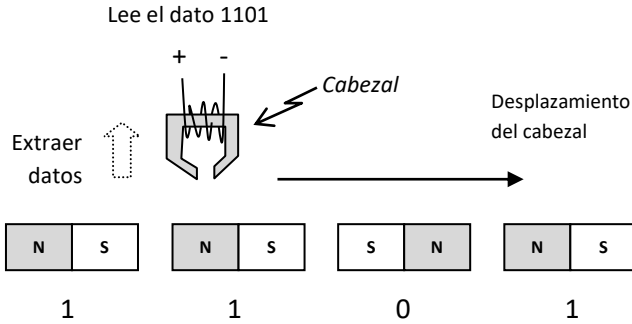 Lee el dato 1101
+ -
Cabezal
Desplazamiento
del cabezal
Extraer
datos
N S N S S N N S
1 1 0 1